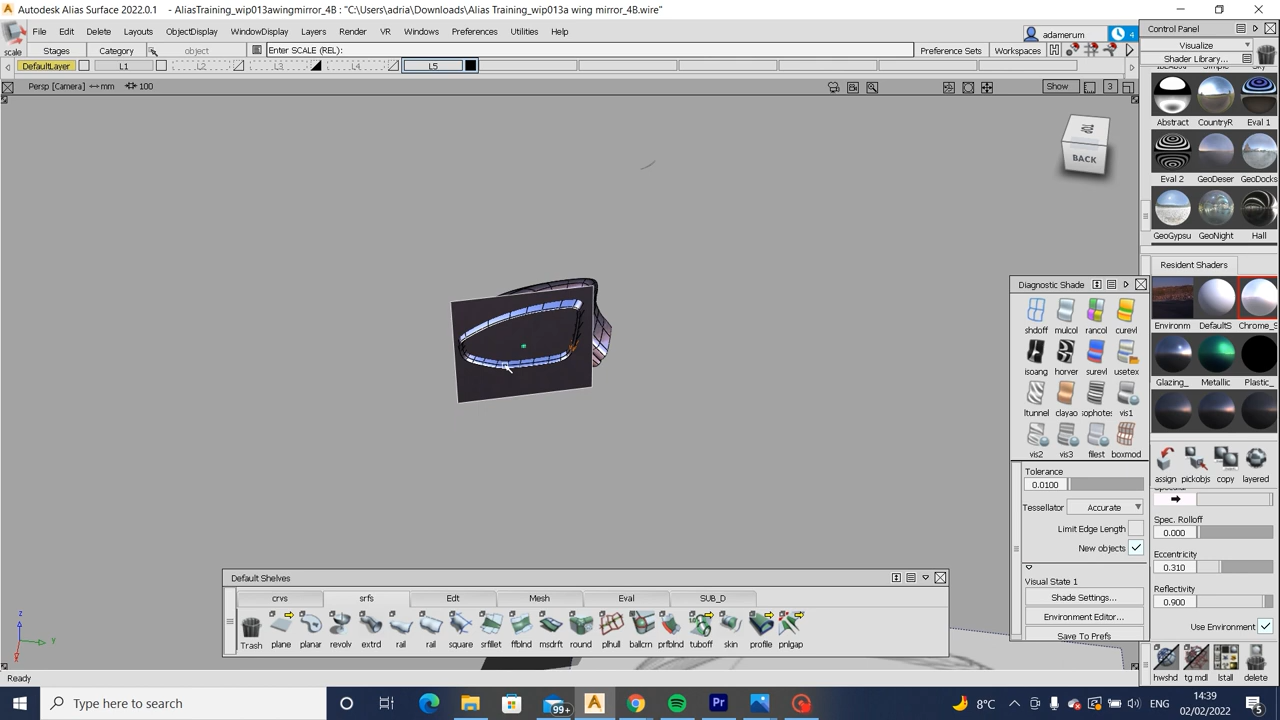 Autodesk Alias Surface 2022.0.1 - AliasTraining_wip013awingmirror_4B : "C:\Users\adria\Downloads\Alias Training_wip013a wing mirror_4B.wire"
File Edit Delete Layouts ObjectDisplay WindowDisplay Layers Render VR Windows Preferences Utilities Help
adamerum 4
scale Stages Category object Enter SCALE (REL): Preference Sets Workspaces
DefaultLayer L1 L2 L3 L4 L5
Persp [Camera] mm 100 Show 3
Control Panel
Visualize
Shader Library...
Abstract CountryR Eval 1
Eval 2 GeoDeser GeoDocks
GeoGypsu GeoNight Hall
Resident Shaders
Environm DefaultS Chrome_S
Glazing_ Metallic Plastic_
assign pickobjs copy layered
Spec. Rolloff
0.000
Eccentricity
0.310
Reflectivity
0.900
Use Environment
hwshd tg mdl lstall delete
BACK
Diagnostic Shade
shdoff mulcol rancol curevl
isoang horver surevl usetex
ltunnel clayao isophotes vis1
vis2 vis3 filest boxmod
Tolerance
0.0100
Tessellator Accurate
Limit Edge Length
New objects
Visual State 1
Shade Settings...
Environment Editor...
Save To Prefs
Default Shelves
crvs srfs Edt Mesh Eval SUB_D
Trash plane planar revolv extrd rail rail square srfillet ffblnd msdrft round plhull ballcrn prfblnd tuboff skin profile pnlgap
z
y
x
Ready
Type here to search
99+
8°C
ENG
14:39
02/02/2022
5